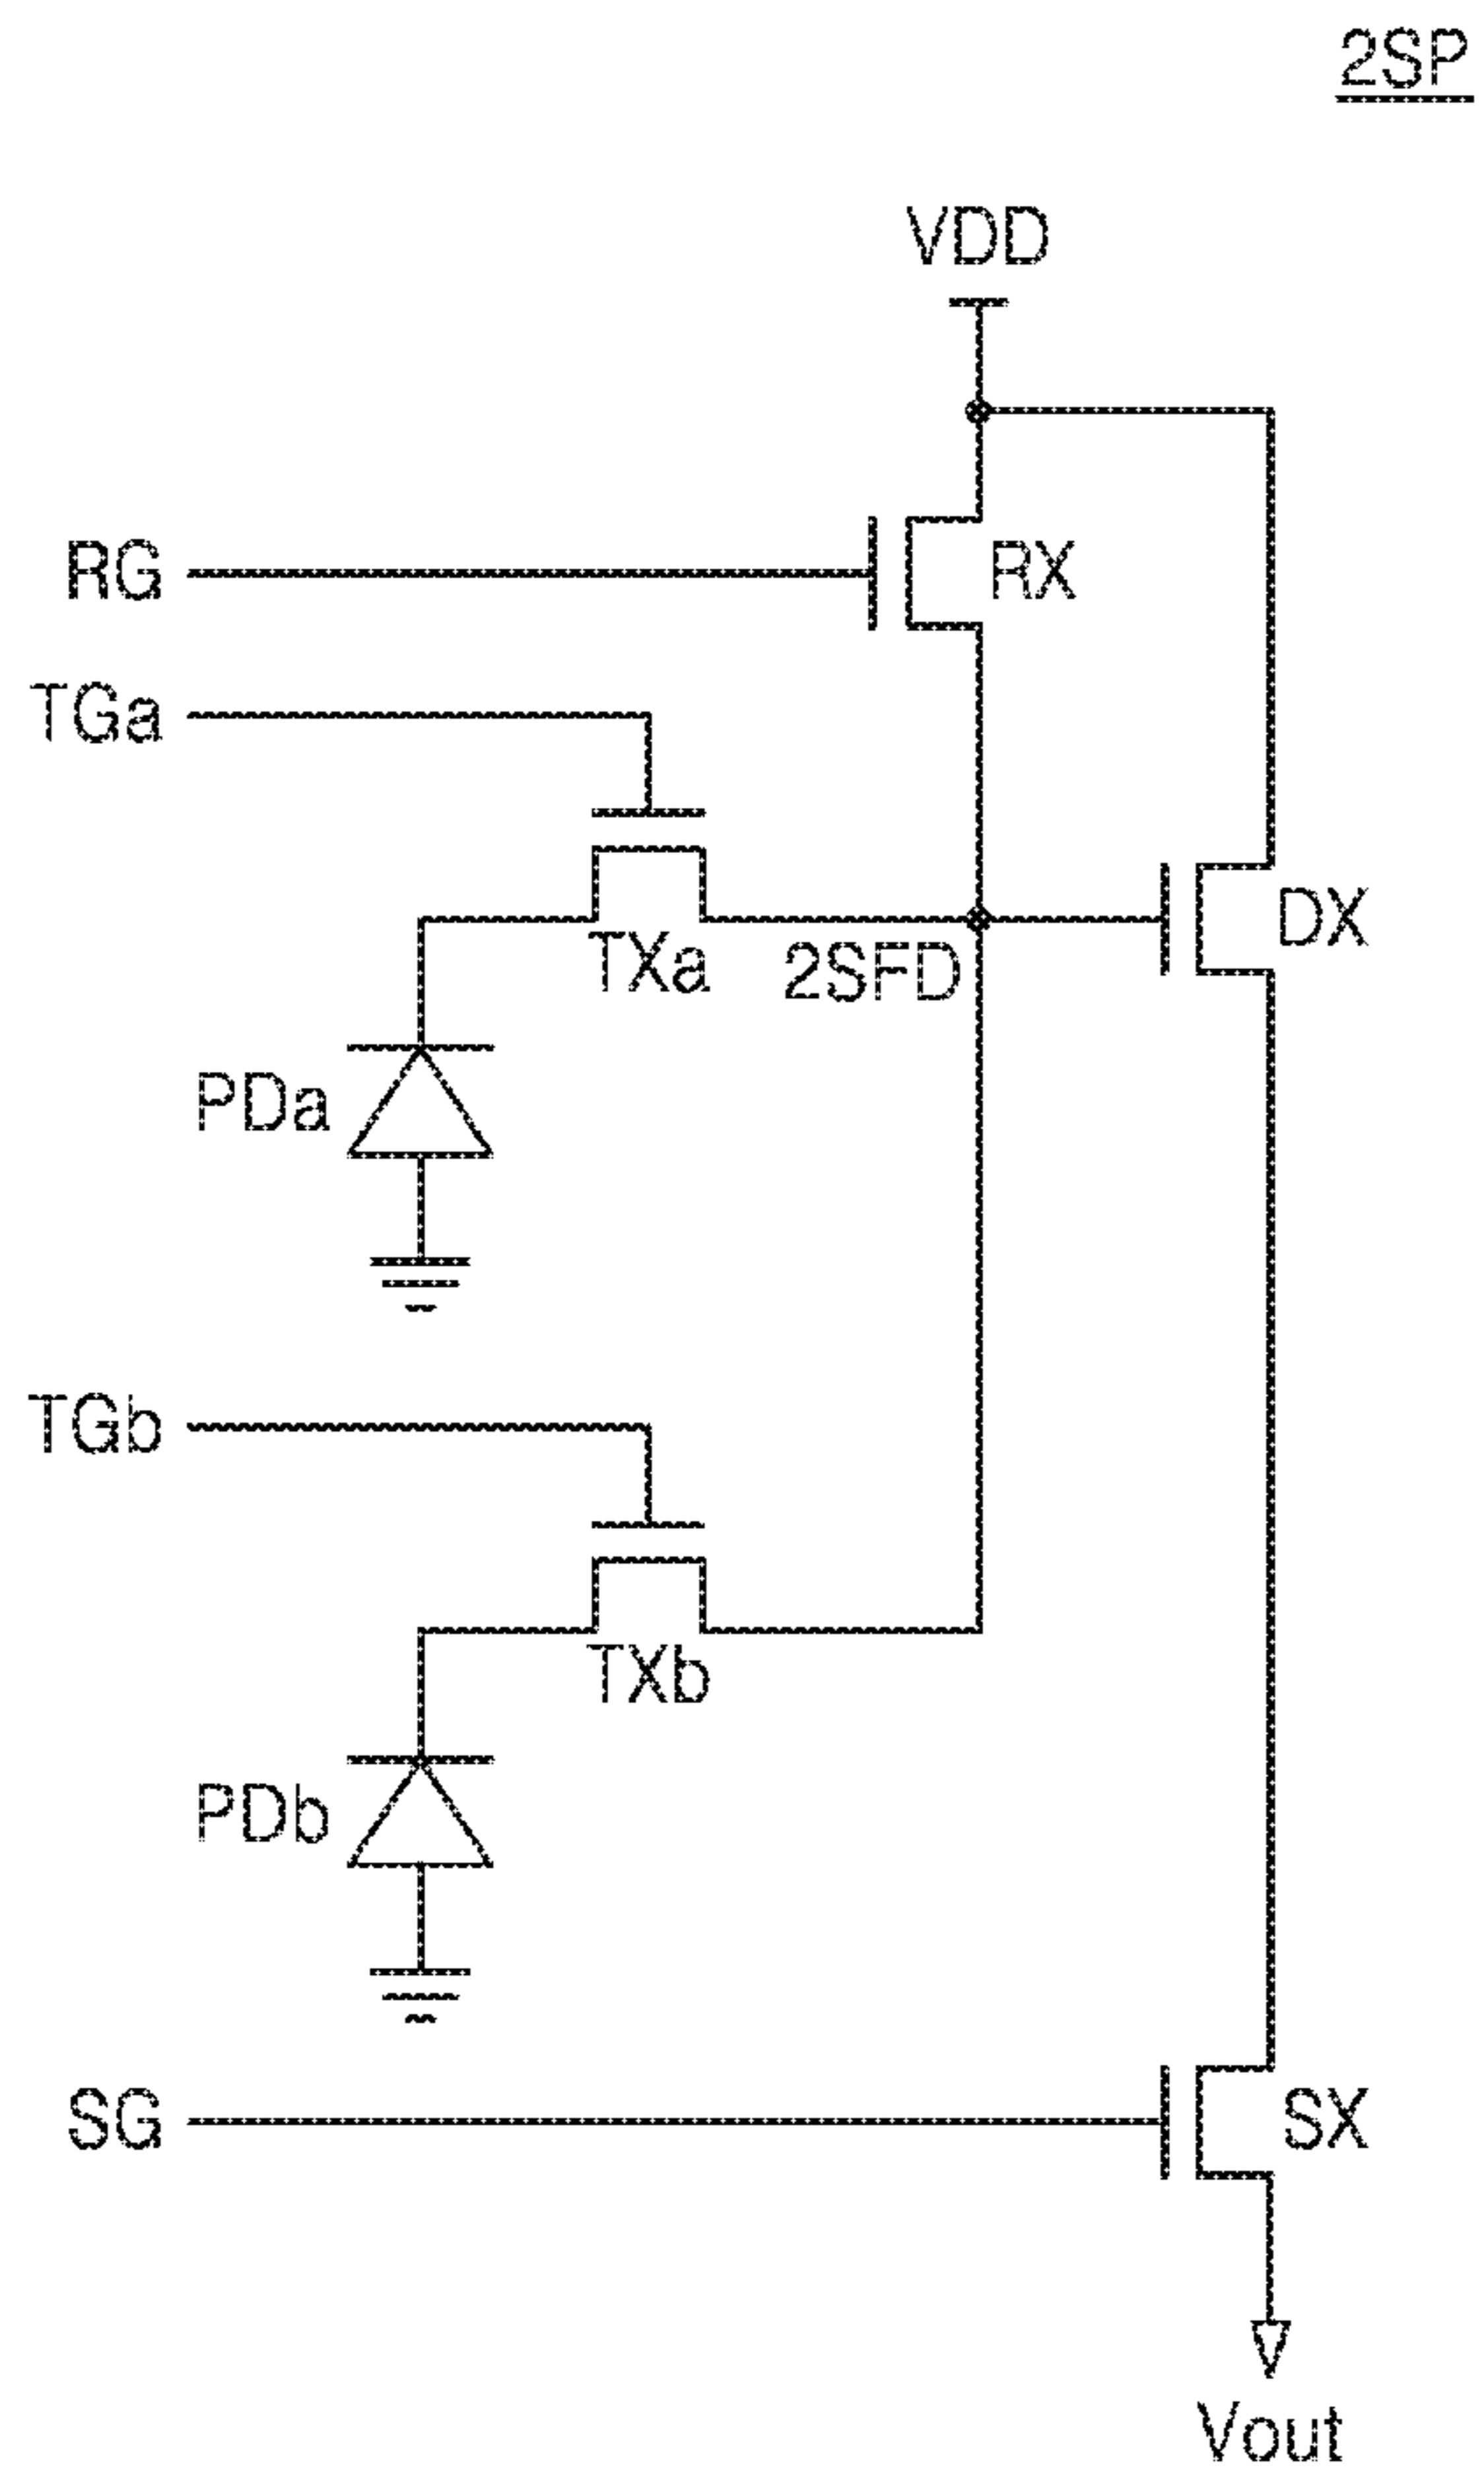 2SP
VDD
RG
RX
TGa
DX
TXa
2SFD
PDa
TGb
TXb
PDb
SG
SX
Vout